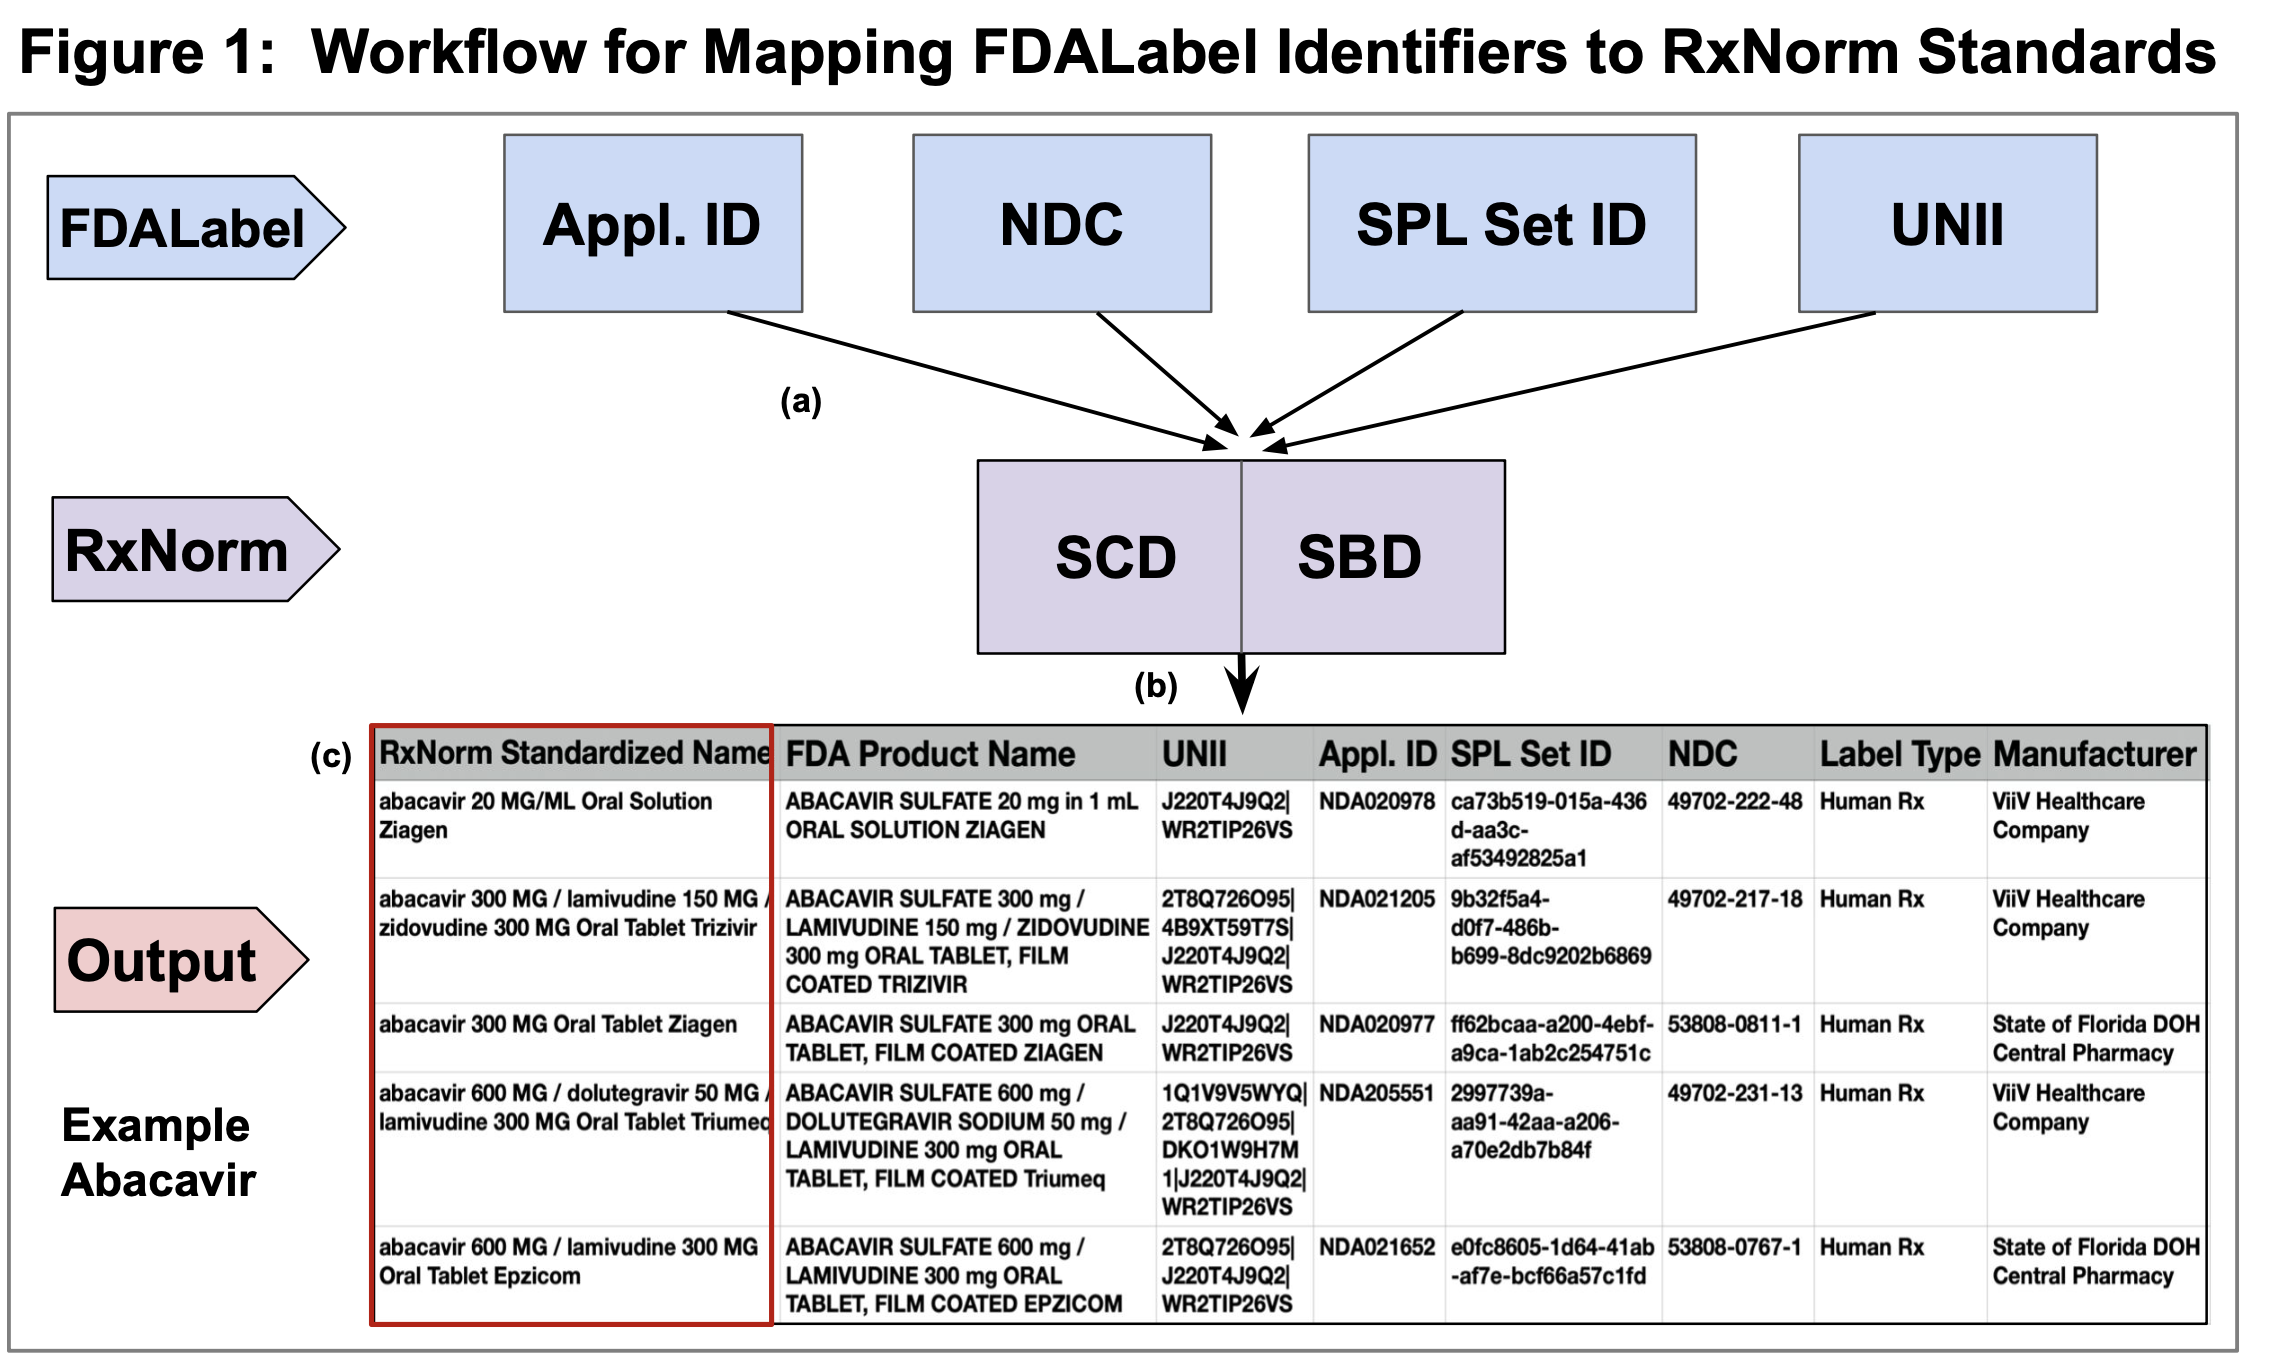 Figure 1: Workflow for Mapping FDALabel Identifiers to RxNorm Standards
FDALabel
Appl. ID
NDC
SPL Set ID
UNII
(a)
RxNorm
SCD
SBD
(b)
(c)
RxNorm Standardized Name
FDA Product Name
UNII
Appl. ID
SPL Set ID
NDC
Label Type
Manufacturer
abacavir 20 MG/ML Oral Solution
Ziagen
ABACAVIR SULFATE 20 mg in 1 mL
ORAL SOLUTION ZIAGEN
J220T4J9Q2|
WR2TIP26VS
NDA020978
ca73b519-015a-436
d-aa3c-
af53492825a1
49702-222-48
Human Rx
ViiV Healthcare
Company
abacavir 300 MG / lamivudine 150 MG /
zidovudine 300 MG Oral Tablet Trizivir
ABACAVIR SULFATE 300 mg /
LAMIVUDINE 150 mg / ZIDOVUDINE
300 mg ORAL TABLET, FILM
COATED TRIZIVIR
2T8Q726O95|
4B9XT59T7S|
J220T4J9Q2|
WR2TIP26VS
NDA021205
9b32f5a4-
d0f7-486b-
b699-8dc9202b6869
49702-217-18
Human Rx
ViiV Healthcare
Company
Output
abacavir 300 MG Oral Tablet Ziagen
ABACAVIR SULFATE 300 mg ORAL
TABLET, FILM COATED ZIAGEN
J220T4J9Q2|
WR2TIP26VS
NDA020977
ff62bcaa-a200-4ebf-
a9ca-1ab2c254751c
53808-0811-1
Human Rx
State of Florida DOH
Central Pharmacy
Example
Abacavir
abacavir 600 MG / dolutegravir 50 MG /
lamivudine 300 MG Oral Tablet Triumeq
ABACAVIR SULFATE 600 mg /
DOLUTEGRAVIR SODIUM 50 mg /
LAMIVUDINE 300 mg ORAL
TABLET, FILM COATED Triumeq
1Q1V9V5WYQ|
2T8Q726O95|
DKO1W9H7M
1|J220T4J9Q2|
WR2TIP26VS
NDA205551
2997739a-
aa91-42aa-a206-
a70e2db7b84f
49702-231-13
Human Rx
ViiV Healthcare
Company
abacavir 600 MG / lamivudine 300 MG
Oral Tablet Epzicom
ABACAVIR SULFATE 600 mg /
LAMIVUDINE 300 mg ORAL
TABLET, FILM COATED EPZICOM
2T8Q726O95|
J220T4J9Q2|
WR2TIP26VS
NDA021652
e0fc8605-1d64-41ab
-af7e-bcf66a57c1fd
53808-0767-1
Human Rx
State of Florida DOH
Central Pharmacy